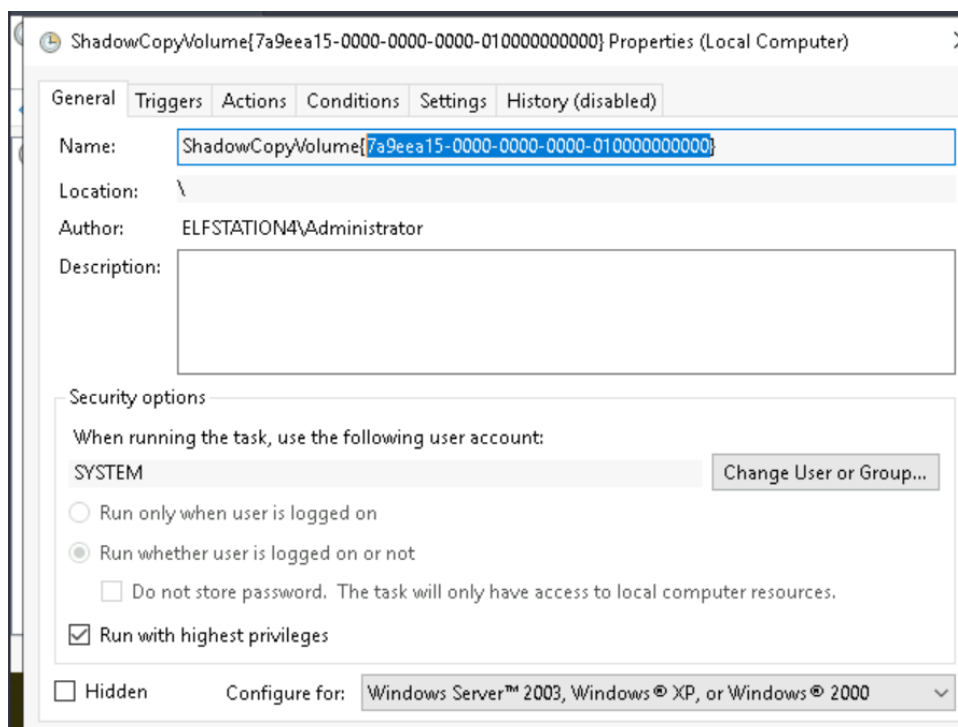 ShadowCopyVolume{7a9eea15-0000-0000-0000-010000000000} Properties (Local Computer)
General Triggers Actions Conditions Settings History (disabled)
Name: ShadowCopyVolume{7a9eea15-0000-0000-0000-010000000000}
Location: \
Author: ELFSTATION4\Administrator
Description:
Security options
When running the task, use the following user account:
SYSTEM Change User or Group...
Run only when user is logged on
Run whether user is logged on or not
Do not store password. The task will only have access to local computer resources.
Run with highest privileges
Hidden Configure for: Windows Server™ 2003, Windows® XP, or Windows® 2000